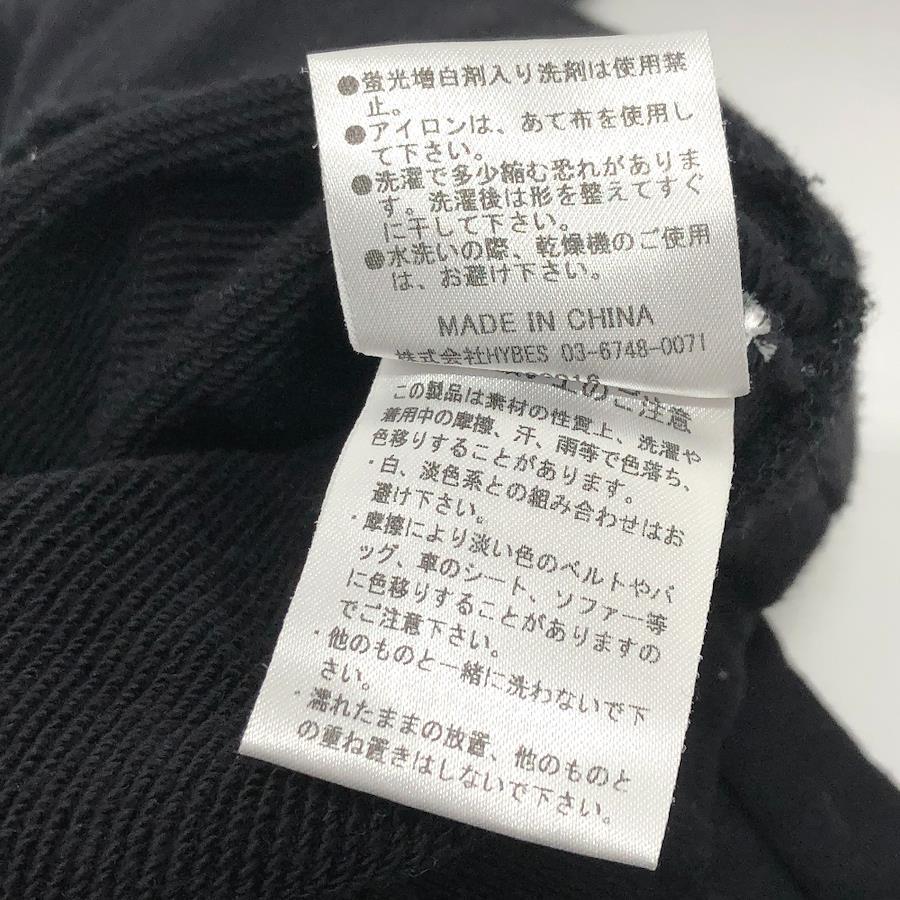 ●蛍光増白剤入り洗剤は使用禁
止。
●アイロンは、あて布を使用し
て下さい。
●洗濯で多少縮む恐れがありま
す。洗濯後は形を整えてすぐ
に干して下さい。
●水洗いの際、乾燥機のご使用
は、お避け下さい。
MADE IN CHINA
株式会社HYBES 03-6748-0071
上のご注意
この製品は素材の性質上、洗濯や
着用中の摩擦、汗、雨等で色落ち、
色移りすることがあります。
・白、淡色系との組み合わせはお
避け下さい。
・摩擦により淡い色のベルトやバ
ッグ、車のシート、ソファー等
に色移りすることがありますの
でご注意下さい。
・他のものと一緒に洗わないで下
さい。
・濡れたままの放置、他のものと
の重ね置きはしないで下さい。